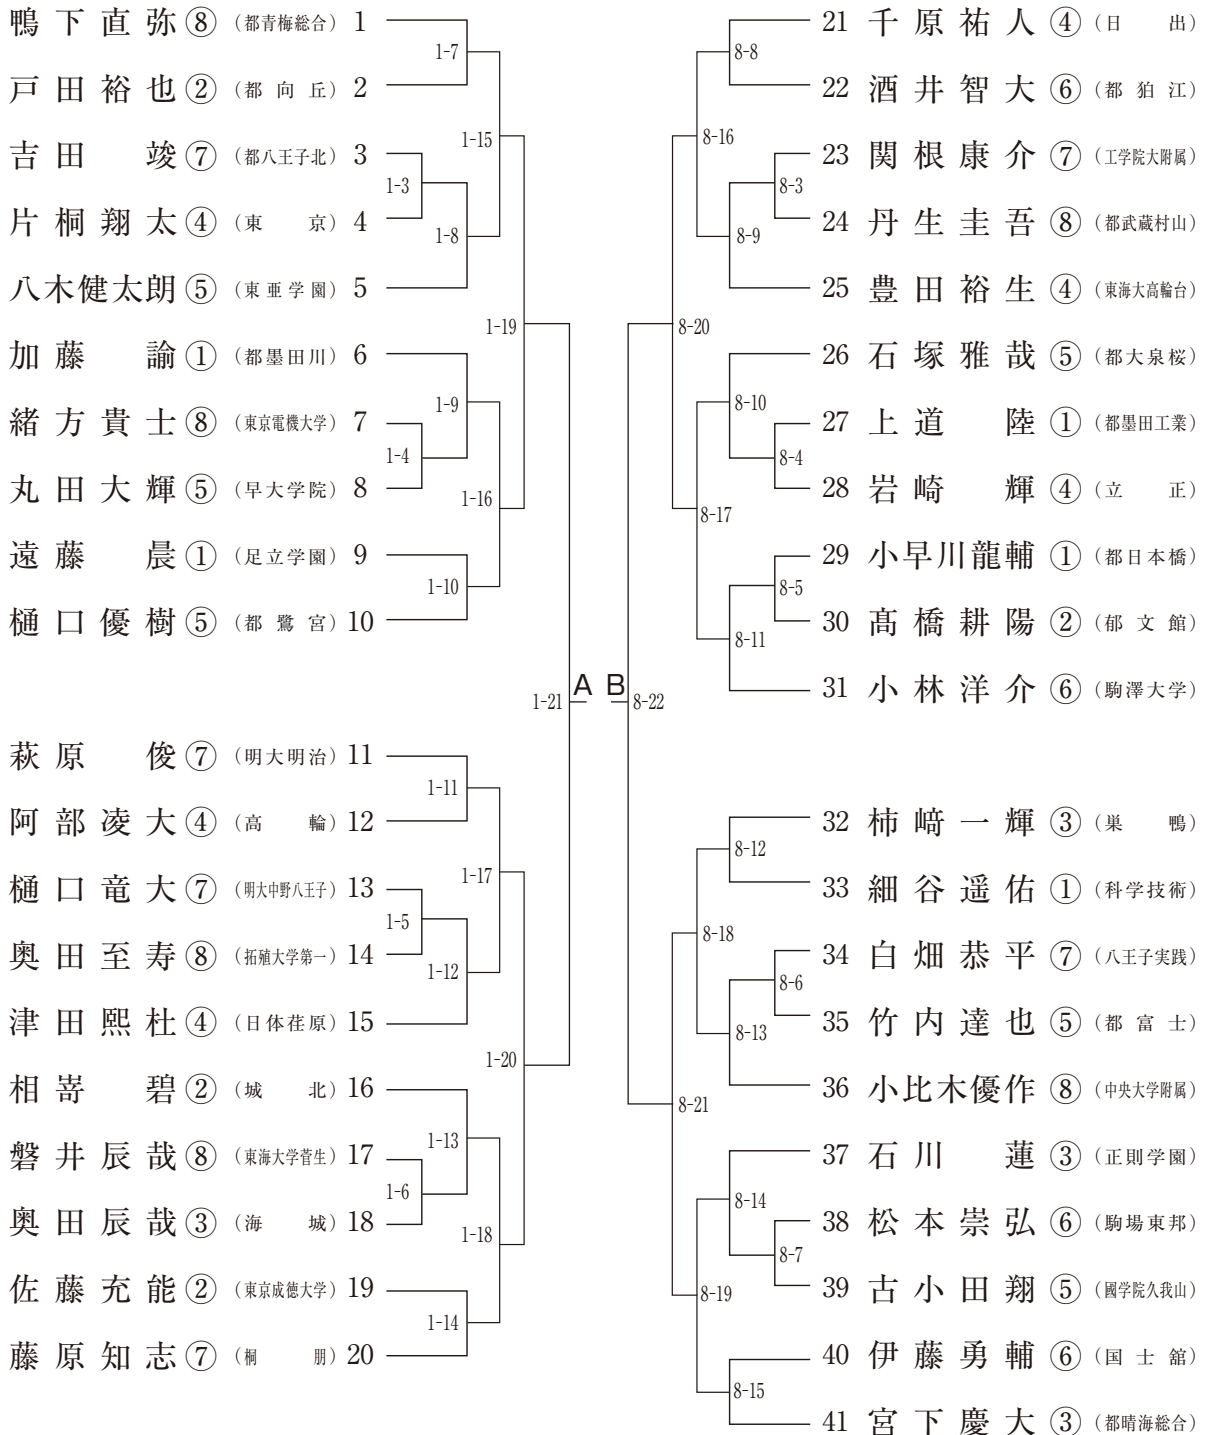 鴨下直弥⑧（都青梅総合）1
戸田裕也②（都向丘）2
吉田竣⑦（都八王子北）3
片桐翔太④（東京）4
八木健太朗⑤（東亜学園）5
加藤諭①（都墨田川）6
緒方貴士⑧（東京電機大学）7
丸田大輝⑤（早大学院）8
遠藤晨①（足立学園）9
樋口優樹⑤（都鷺宮）10
萩原俊⑦（明大明治）11
阿部凌大④（高輪）12
樋口竜大⑦（明大中野八王子）13
奥田至寿⑧（拓殖大学第一）14
津田熙杜④（日体荏原）15
相嵜碧②（城北）16
磐井辰哉⑧（東海大学菅生）17
奥田辰哉③（海城）18
佐藤充能②（東京成徳大学）19
藤原知志⑦（桐朋）20
1-7
1-3
1-15
1-8
1-19
1-9
1-4
1-16
1-10
1-21
1-11
1-17
1-5
1-12
1-20
1-13
1-6
1-18
1-14
A B
21 千原祐人④（日出）
22 酒井智大⑥（都狛江）
23 関根康介⑦（工学院大附属）
24 丹生圭吾⑧（都武蔵村山）
25 豊田裕生④（東海大高輪台）
26 石塚雅哉⑤（都大泉桜）
27 上道陸①（都墨田工業）
28 岩崎輝④（立正）
29 小早川龍輔①（都日本橋）
30 髙橋耕陽②（郁文館）
31 小林洋介⑥（駒澤大学）
32 柿﨑一輝③（巣鴨）
33 細谷遥佑①（科学技術）
34 白畑恭平⑦（八王子実践）
35 竹内達也⑤（都富士）
36 小比木優作⑧（中央大学附属）
37 石川蓮③（正則学園）
38 松本崇弘⑥（駒場東邦）
39 古小田翔⑤（國学院久我山）
40 伊藤勇輔⑥（国士舘）
41 宮下慶大③（都晴海総合）
8-8
8-16
8-3
8-9
8-20
8-10
8-4
8-17
8-5
8-11
8-22
8-12
8-18
8-6
8-13
8-21
8-14
8-7
8-19
8-15